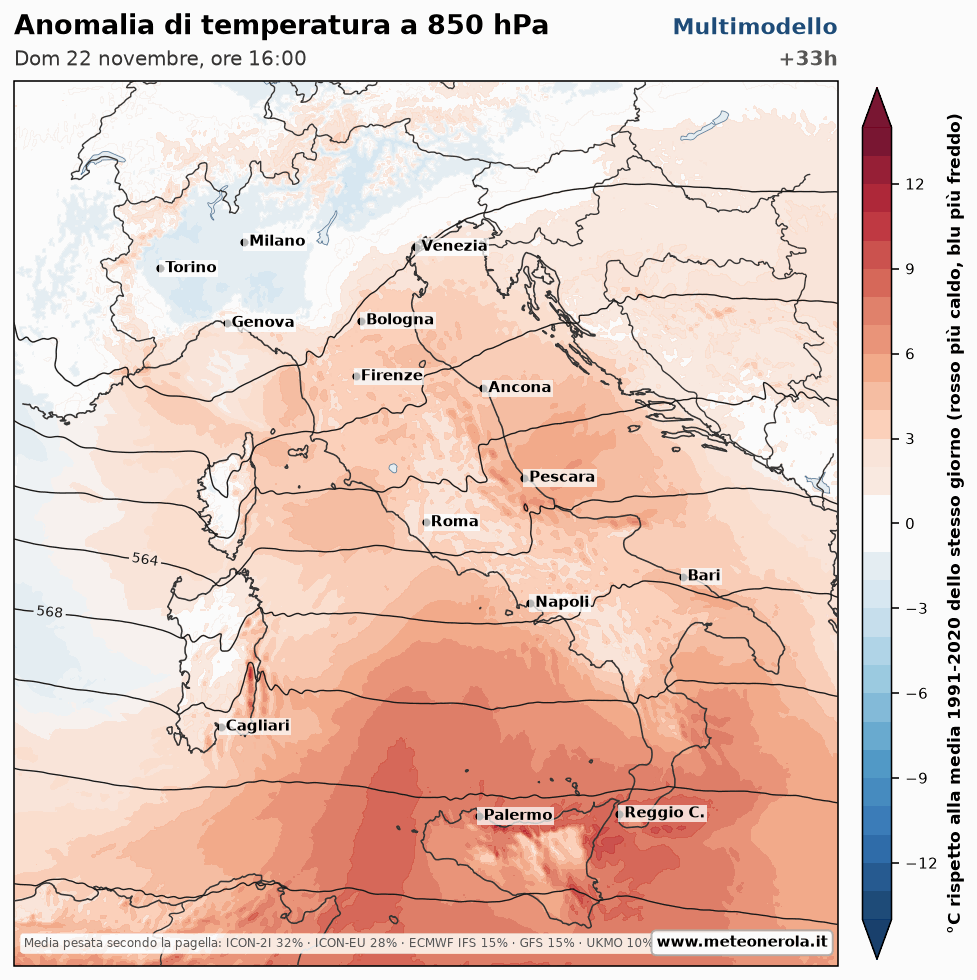 Anomalia di temperatura a 850 hPa
Multimodello
Dom 22 novembre, ore 16:00
+33h
Milano
Venezia
Torino
Genova
Bologna
Firenze
Ancona
Pescara
Roma
564
Bari
568
Napoli
Cagliari
Palermo
Reggio C.
12
9
6
3
0
−3
−6
−9
−12
°C rispetto alla media 1991-2020 dello stesso giorno (rosso più caldo, blu più freddo)
Media pesata secondo la pagella: ICON-2I 32% · ICON-EU 28% · ECMWF IFS 15% · GFS 15% · UKMO 10%
www.meteonerola.it